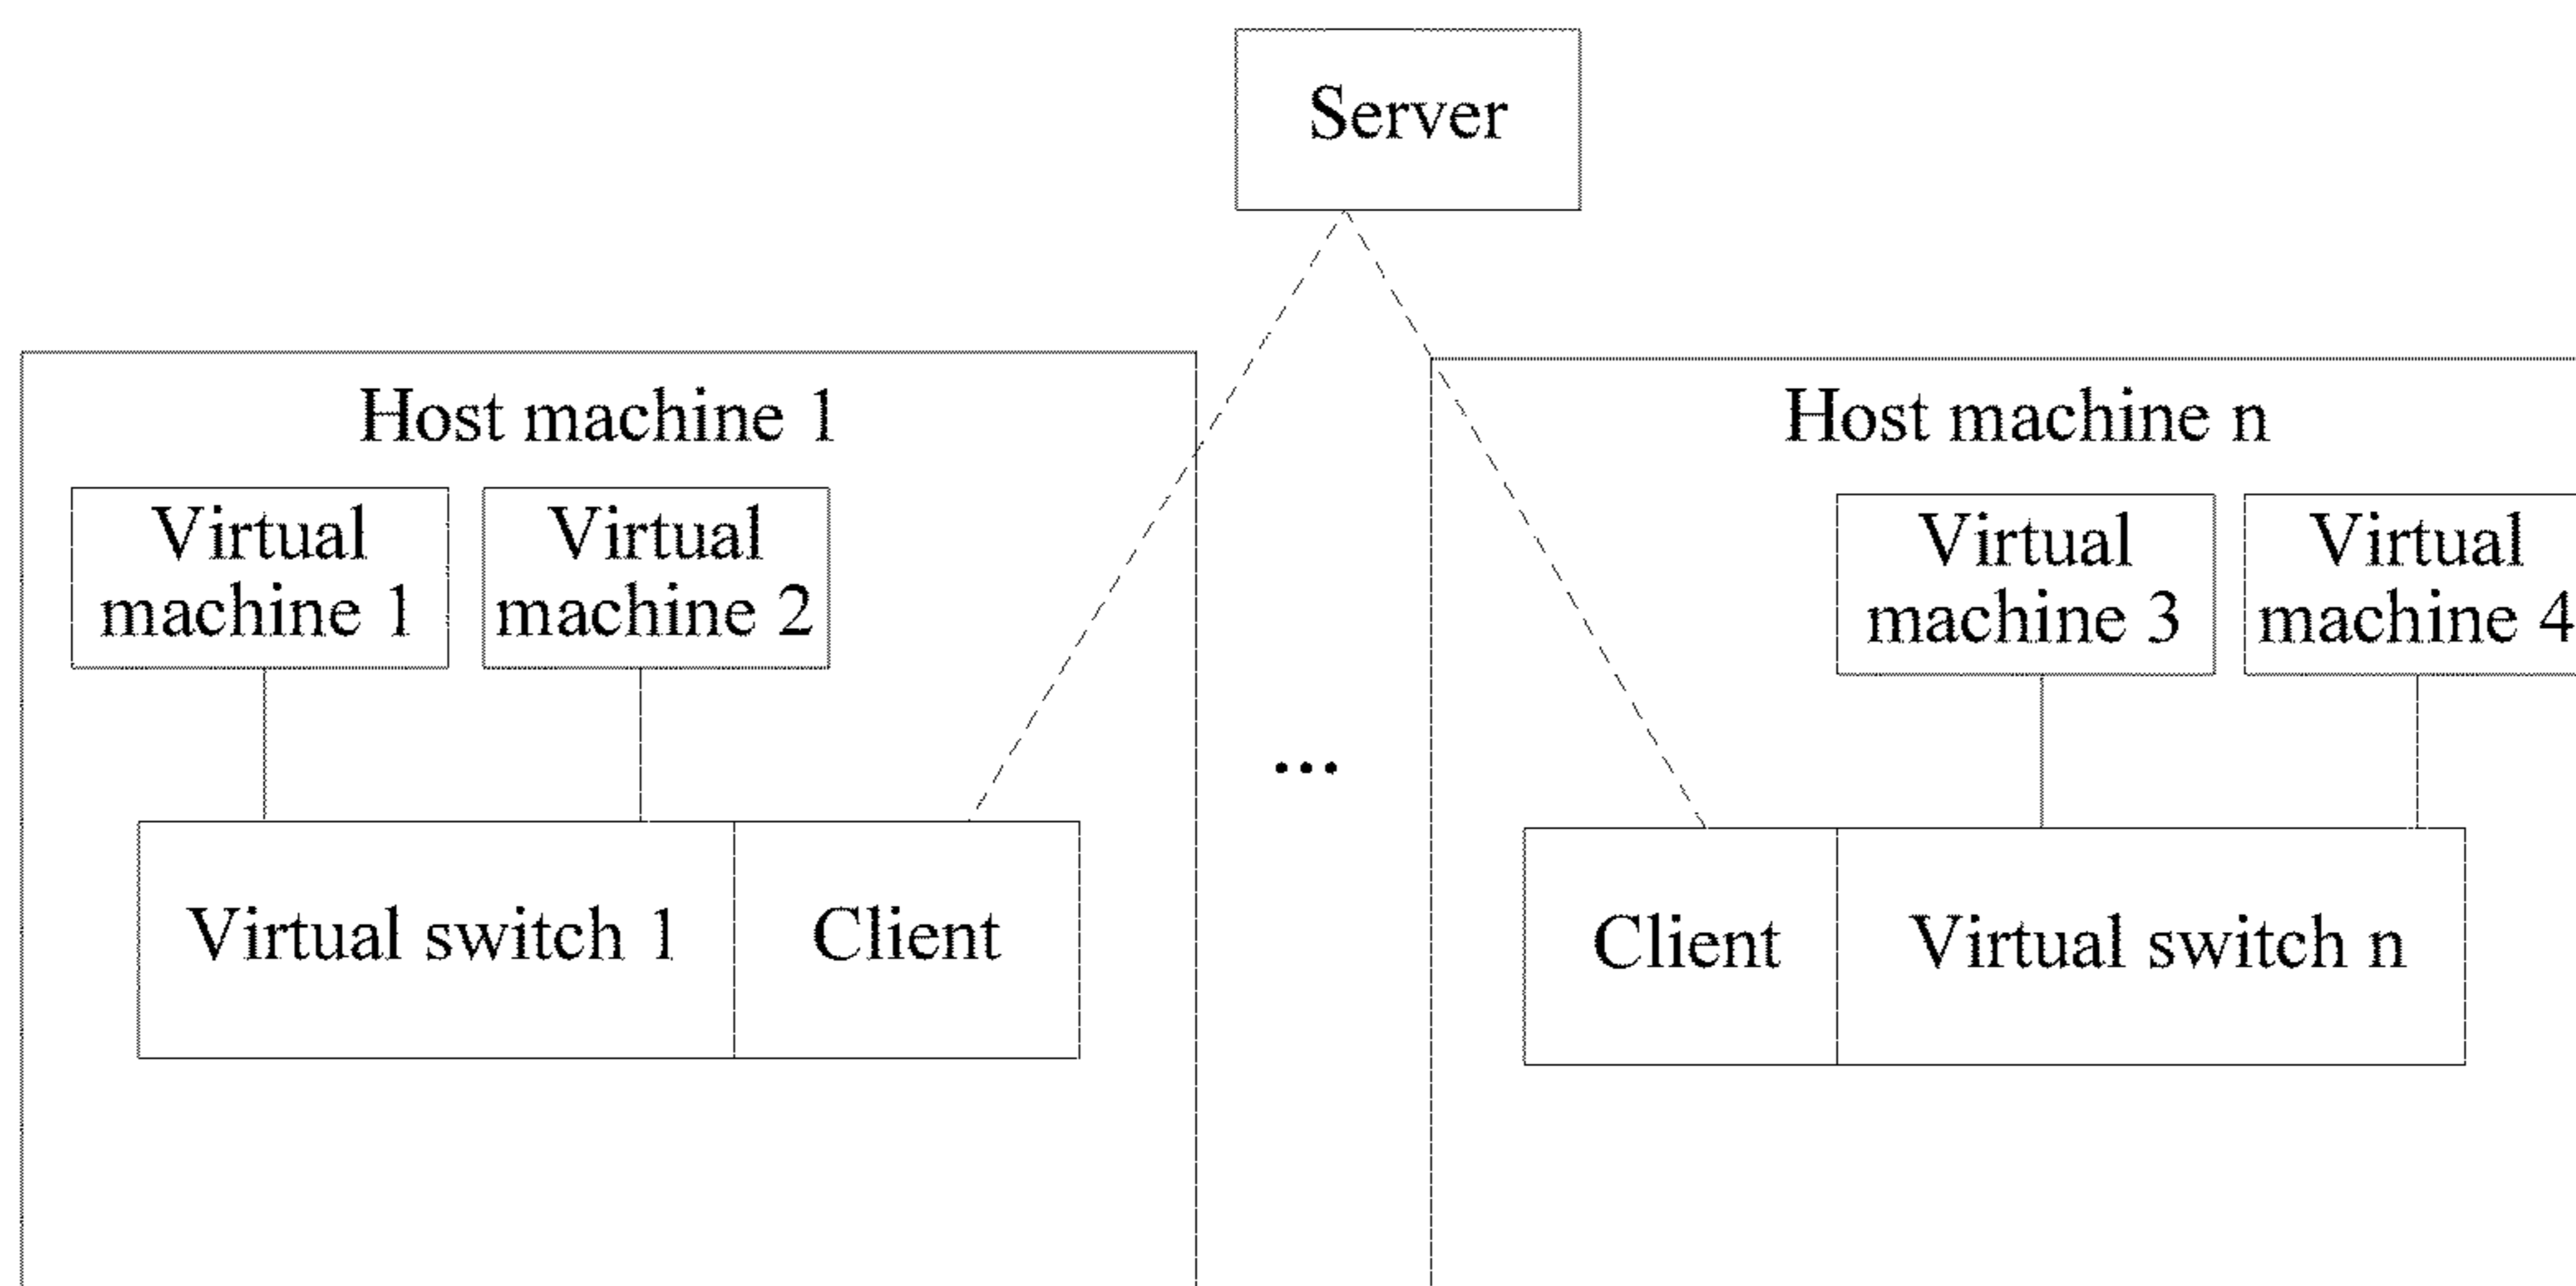 Server
Host machine 1
Virtual
machine 1
Virtual
machine 2
Virtual switch 1
Client
...
Host machine n
Virtual
machine 3
Virtual
machine 4
Client
Virtual switch n